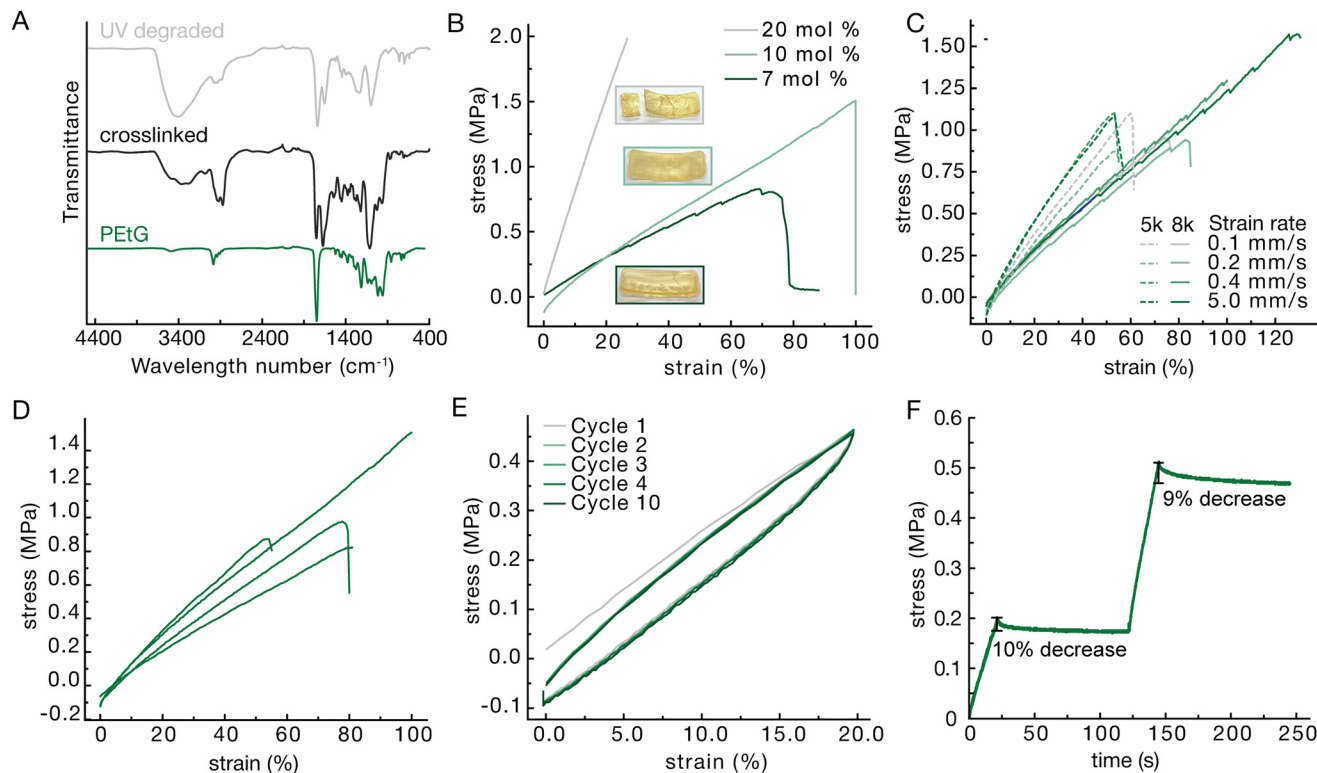 A
UV degraded
crosslinked
PEtG
Transmittance
4400
3400
2400
1400
400
Wavelength number (cm⁻¹)
B
20 mol %
10 mol %
7 mol %
2.0
1.5
1.0
0.5
0.0
stress (MPa)
0
20
40
60
80
100
strain (%)
C
1.50
1.25
1.00
0.75
0.50
0.25
0.00
stress (MPa)
5k 8k Strain rate
0.1 mm/s
0.2 mm/s
0.4 mm/s
5.0 mm/s
0
20
40
60
80
100
120
strain (%)
D
1.4
1.2
1.0
0.8
0.6
0.4
0.2
0.0
-0.2
stress (MPa)
0
20
40
60
80
100
strain (%)
E
Cycle 1
Cycle 2
Cycle 3
Cycle 4
Cycle 10
0.4
0.3
0.2
0.1
0.0
-0.1
stress (MPa)
0.0
5.0
10.0
15.0
20.0
strain (%)
F
0.6
0.5
0.4
0.3
0.2
0.1
0
stress (MPa)
9% decrease
10% decrease
0
50
100
150
200
250
time (s)